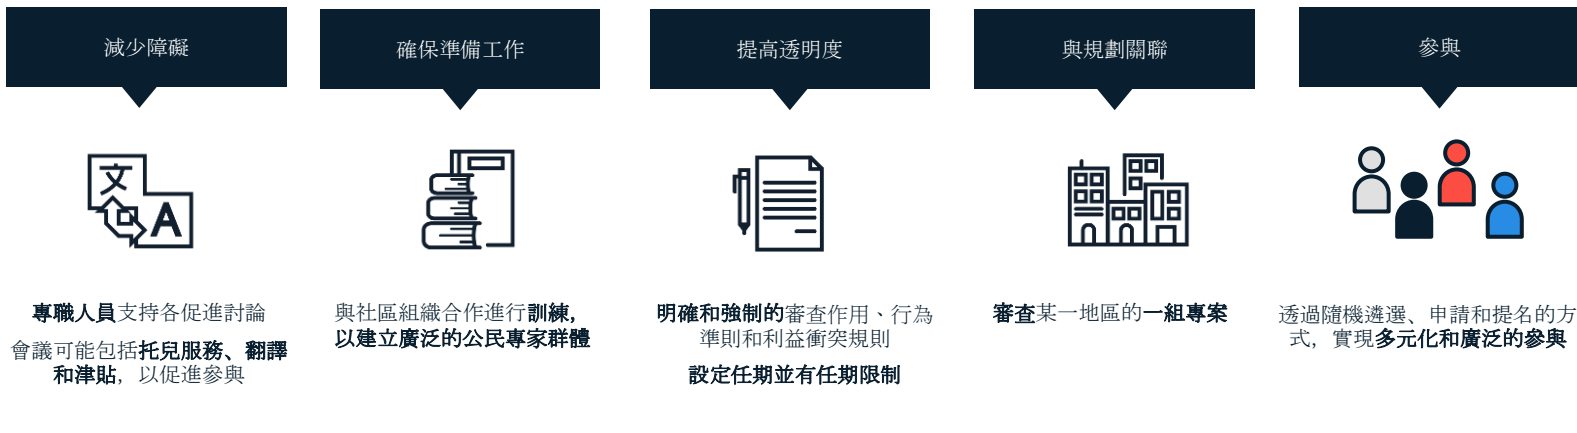 減少障礙
確保準備工作
提高透明度
與規劃關聯
參與
文
A
專職人員支持各促進討論
會議可能包括托兒服務、翻譯
和津貼，以促進參與
與社區組織合作進行訓練，
以建立廣泛的公民專家群體
明確和強制的審查作用、行為
準則和利益衝突規則
設定任期並有任期限制
審查某一地區的一組專案
透過隨機遴選、申請和提名的方
式，實現多元化和廣泛的參與